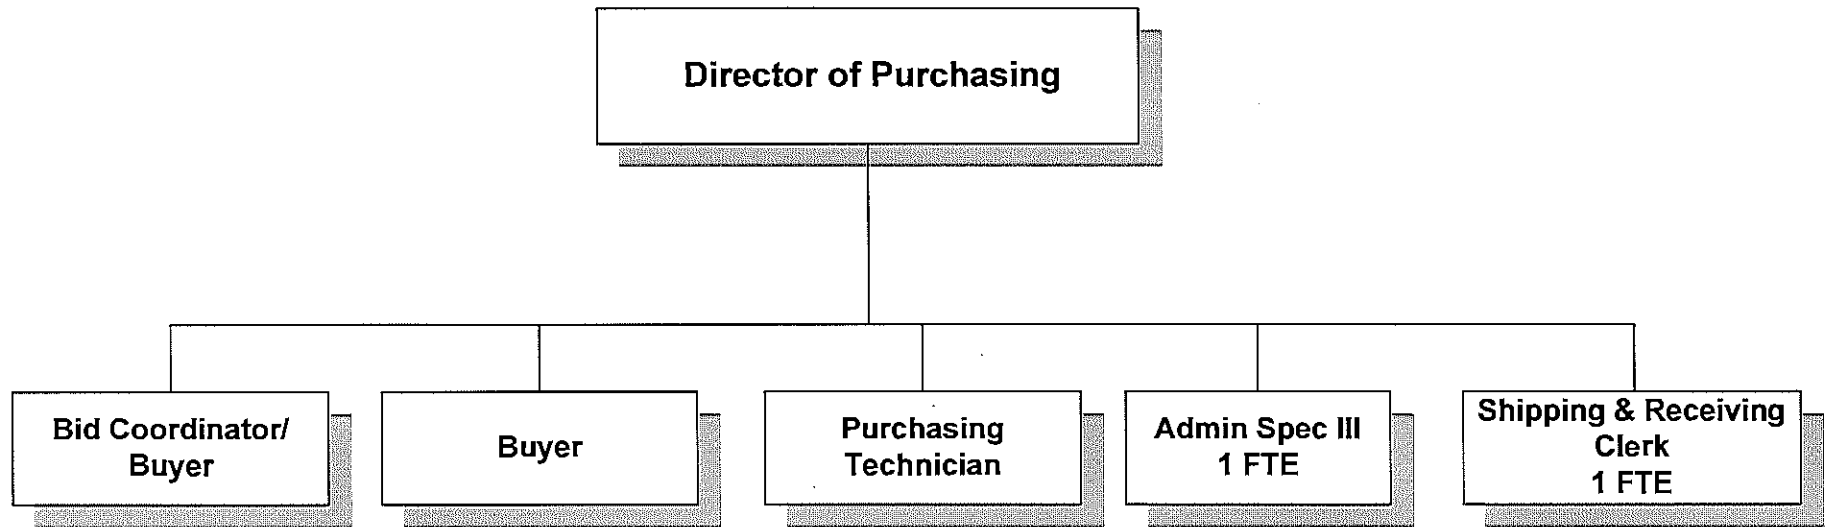 Director of Purchasing
Bid Coordinator/
Buyer
Buyer
Purchasing
Technician
Admin Spec III
1 FTE
Shipping & Receiving
Clerk
1 FTE